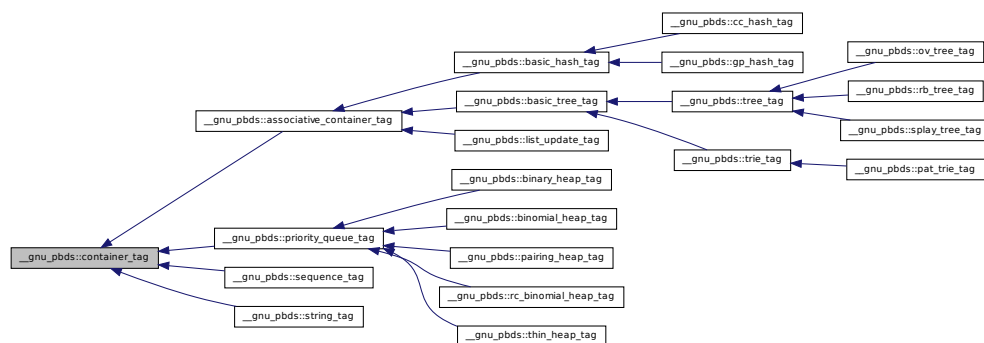 __gnu_pbds::cc_hash_tag
__gnu_pbds::ov_tree_tag
__gnu_pbds::basic_hash_tag
__gnu_pbds::gp_hash_tag
__gnu_pbds::rb_tree_tag
__gnu_pbds::basic_tree_tag
__gnu_pbds::tree_tag
__gnu_pbds::associative_container_tag
__gnu_pbds::splay_tree_tag
__gnu_pbds::list_update_tag
__gnu_pbds::trie_tag
__gnu_pbds::pat_trie_tag
__gnu_pbds::binary_heap_tag
__gnu_pbds::binomial_heap_tag
__gnu_pbds::priority_queue_tag
__gnu_pbds::container_tag
__gnu_pbds::pairing_heap_tag
__gnu_pbds::sequence_tag
__gnu_pbds::rc_binomial_heap_tag
__gnu_pbds::string_tag
__gnu_pbds::thin_heap_tag